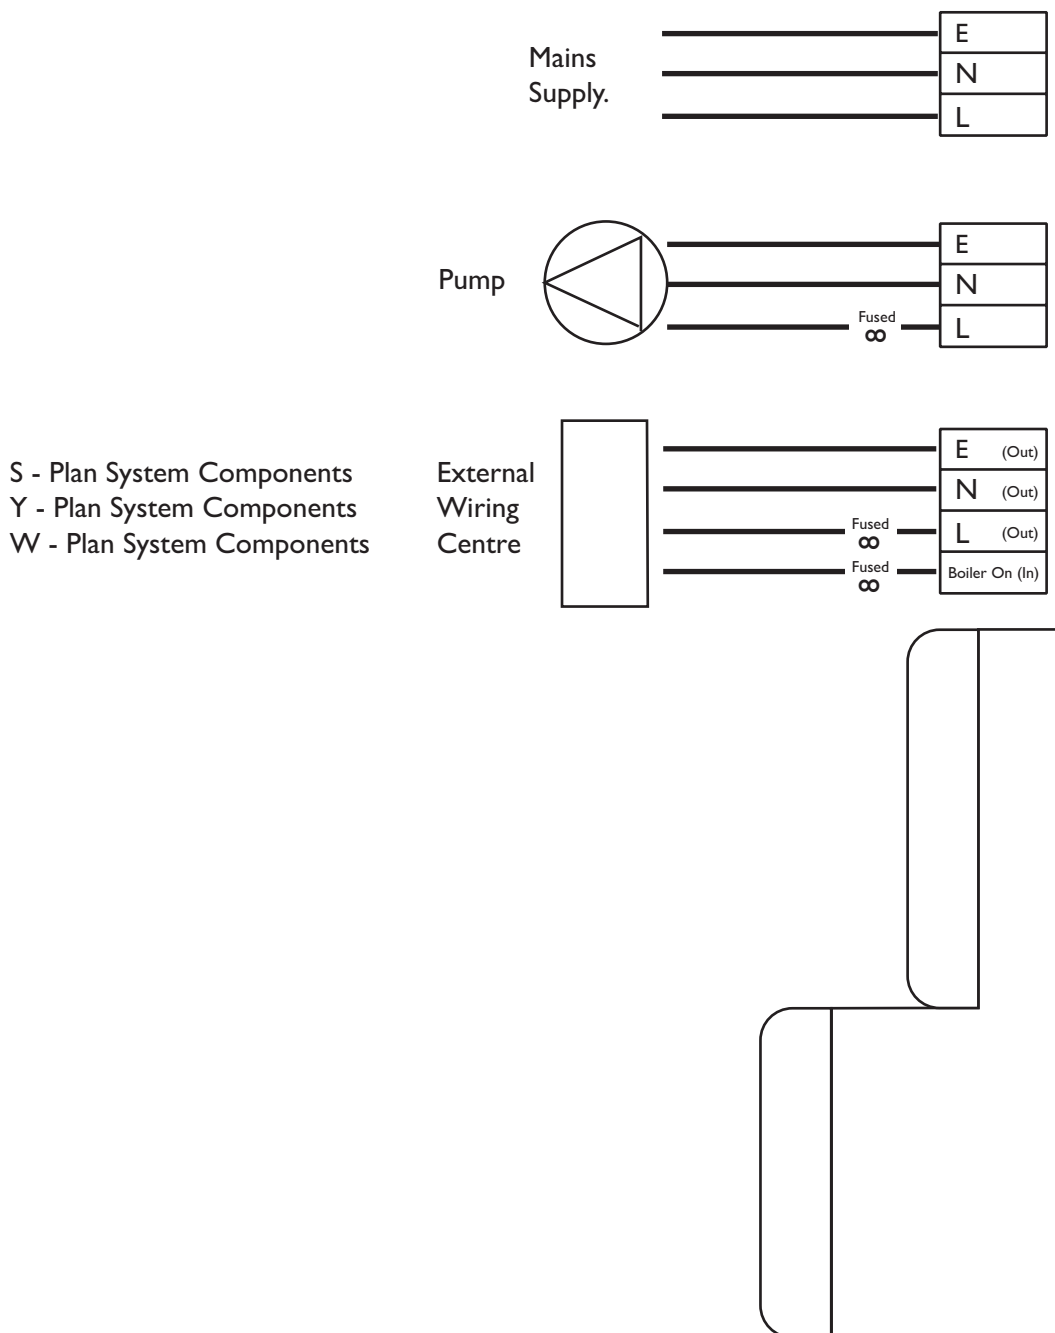 Mains
Supply.
E
N
L
Pump
E
N
Fused
L
S - Plan System Components
Y - Plan System Components
W - Plan System Components
External
Wiring
Centre
E (Out)
N (Out)
Fused
L (Out)
Fused
Boiler On (In)